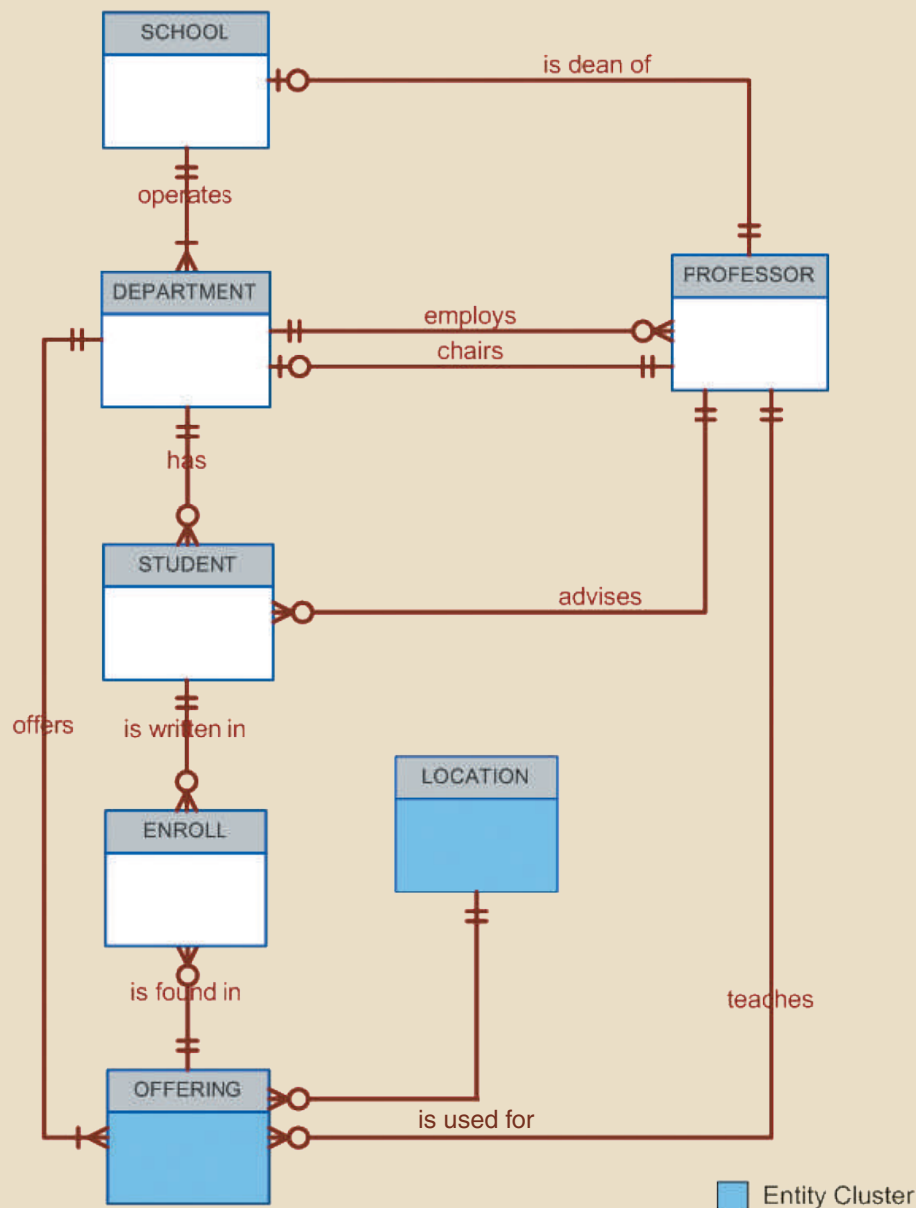 SCHOOL
is dean of
operates
PROFESSOR
DEPARTMENT
employs
chairs
has
STUDENT
advises
offers
is written in
LOCATION
ENROLL
is found in
teaches
OFFERING
is used for
Entity Cluster